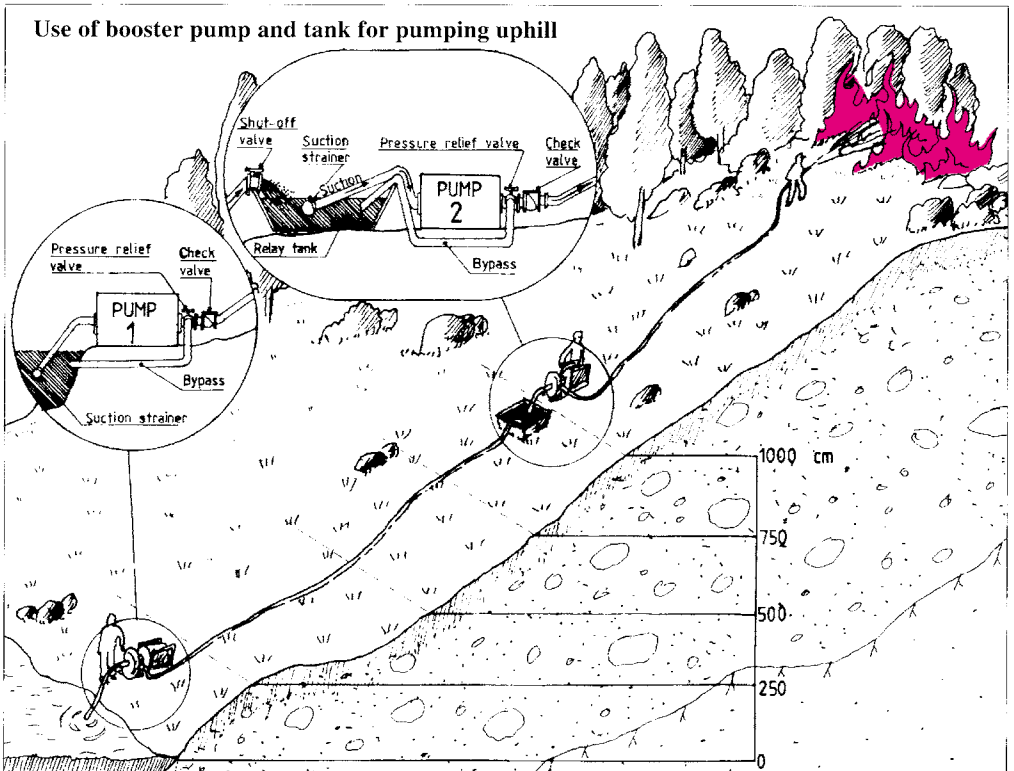 Use of booster pump and tank for pumping uphill
Shut-off
valve
Suction
strainer
Suction
Pressure relief valve
Check
valve
PUMP
2
Relay tank
Bypass
Pressure relief
valve
Check
valve
PUMP
1
Bypass
Suction strainer
1000 cm
750
500
250
0